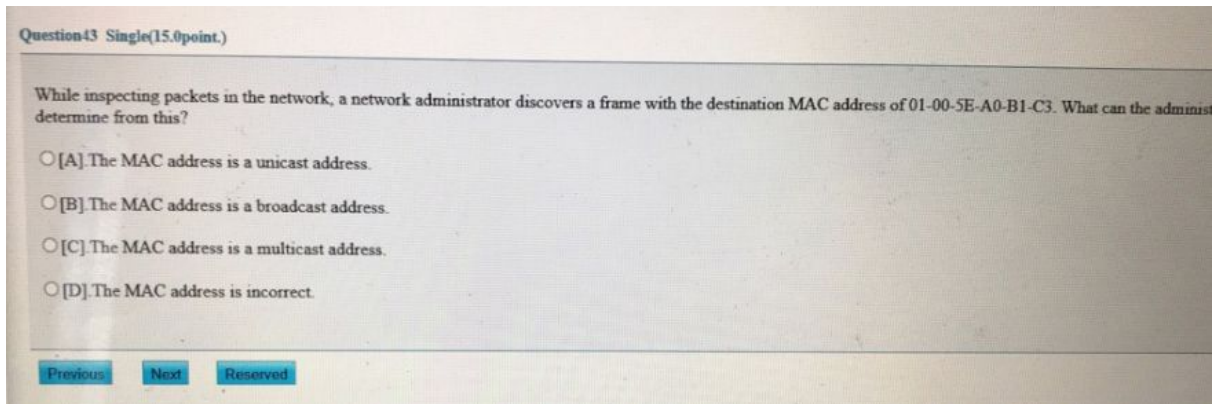 Question43 Single(15.0point.)
While inspecting packets in the network, a network administrator discovers a frame with the destination MAC address of 01-00-5E-A0-B1-C3. What can the administ
determine from this?
[A].The MAC address is a unicast address.
[B].The MAC address is a broadcast address.
[C].The MAC address is a multicast address.
[D].The MAC address is incorrect.
Previous Next Reserved